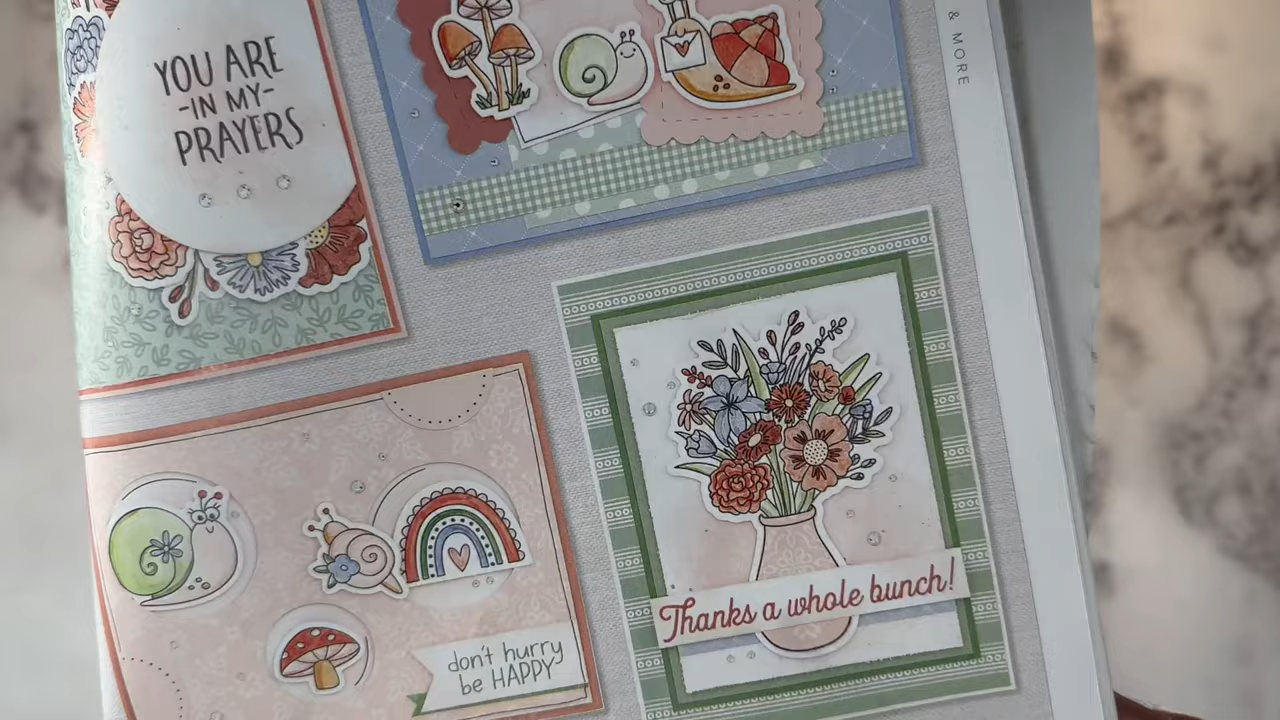 YOU ARE
-IN MY-
PRAYERS
& MORE
Thanks a whole bunch!
don't hurry
be HAPPY